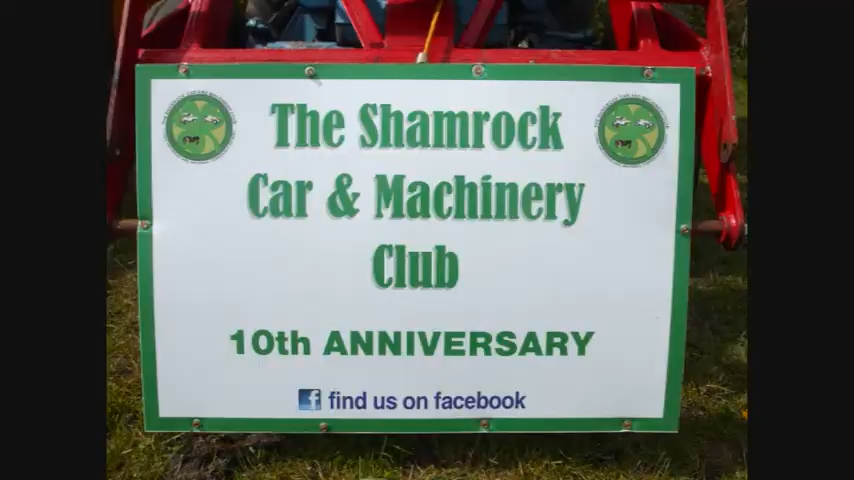 The Shamrock
Car & Machinery
Club
10th ANNIVERSARY
f find us on facebook